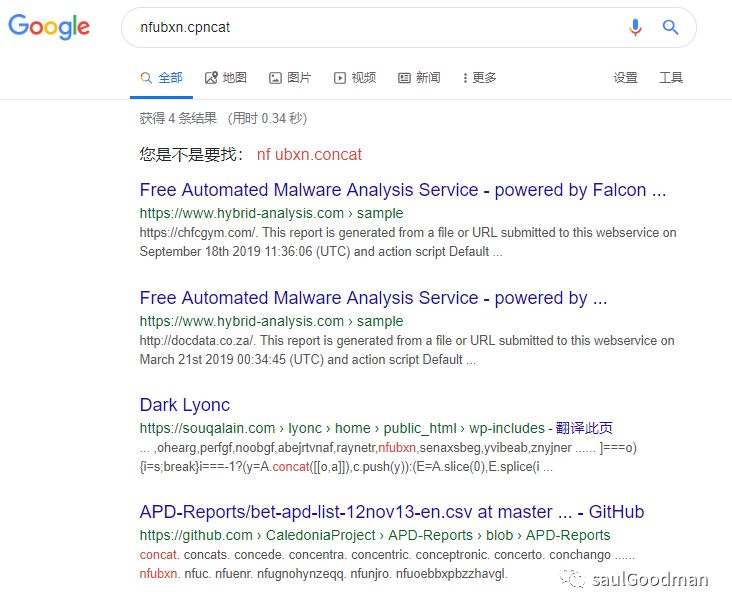 Google
nfubxn.cpncat
全部 地图 图片 视频 新闻 更多 设置 工具
获得 4 条结果 (用时 0.34 秒)
您是不是要找: nf ubxn.concat
Free Automated Malware Analysis Service - powered by Falcon ...
https://www.hybrid-analysis.com › sample
https://chfcgym.com/. This report is generated from a file or URL submitted to this webservice on
September 18th 2019 11:36:06 (UTC) and action script Default ...
Free Automated Malware Analysis Service - powered by ...
https://www.hybrid-analysis.com › sample
http://docdata.co.za/. This report is generated from a file or URL submitted to this webservice on
March 21st 2019 00:34:45 (UTC) and action script Default ...
Dark Lyonc
https://souqalain.com › lyonc › home › public_html › wp-includes - 翻译此页
... ,ohearg,perfgf,noobgf,abejrtvnaf,raynetr,nfubxn,senaxsbeg,yvibeab,znyjner ...... ]===o)
{i=s;break}i===-1?(y=A.concat([[o,a]]),c.push(y)):(E=A.slice(0),E.splice(i ...
APD-Reports/bet-apd-list-12nov13-en.csv at master ... - GitHub
https://github.com › CaledoniaProject › APD-Reports › blob › APD-Reports
concat. concats. concede. concentra. concentric. conceptronic. concerto. conchango ......
nfubxn. nfuc. nfuenr. nfugnohynzeqq. nfunjro. nfuoebbxpbzzhavgl.
saulGoodman